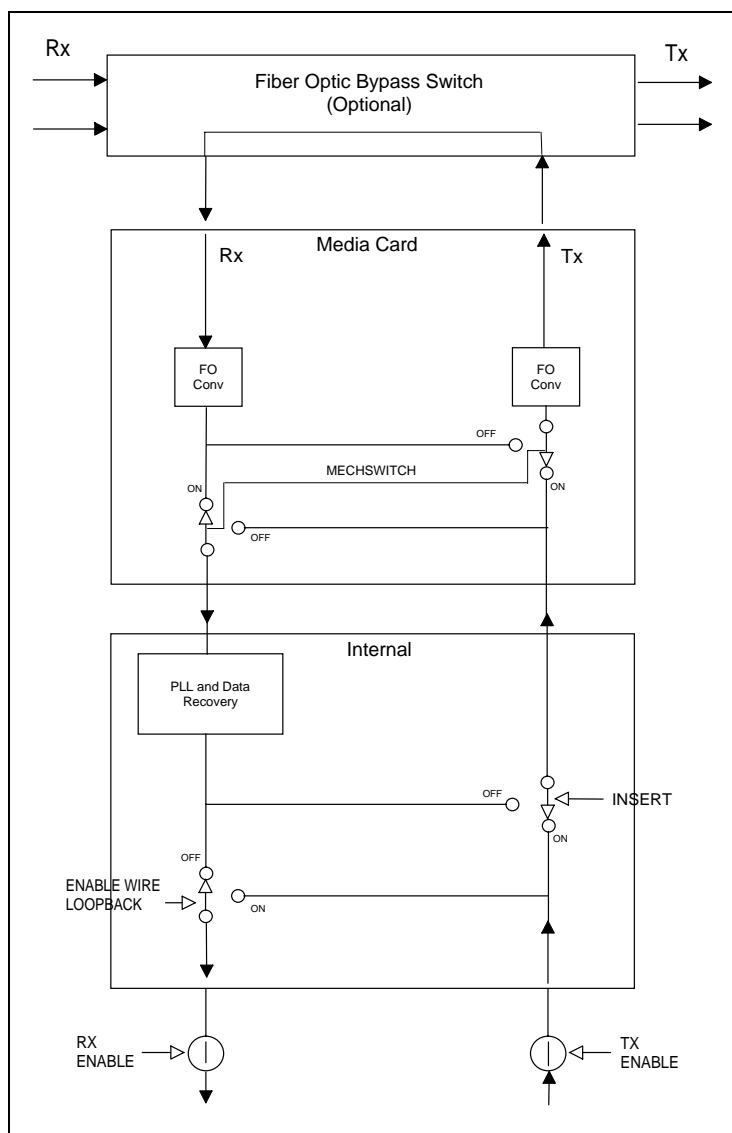 Rx
Tx
Fiber Optic Bypass Switch
(Optional)
Media Card
Rx
Tx
FO
Conv
FO
Conv
OFF
MECHSWITCH
ON
ON
OFF
Internal
PLL and Data
Recovery
OFF
INSERT
ON
OFF
ENABLE WIRE
LOOPBACK
ON
RX
ENABLE
TX
ENABLE